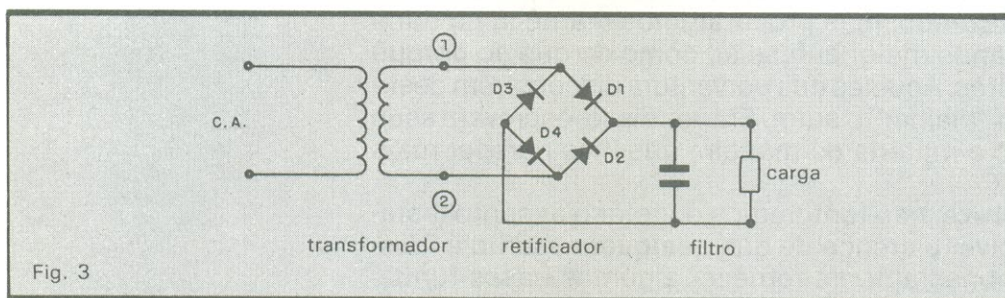 ①
D3
D1
C.A.
D4
D2
carga
②
transformador retificador filtro
Fig. 3